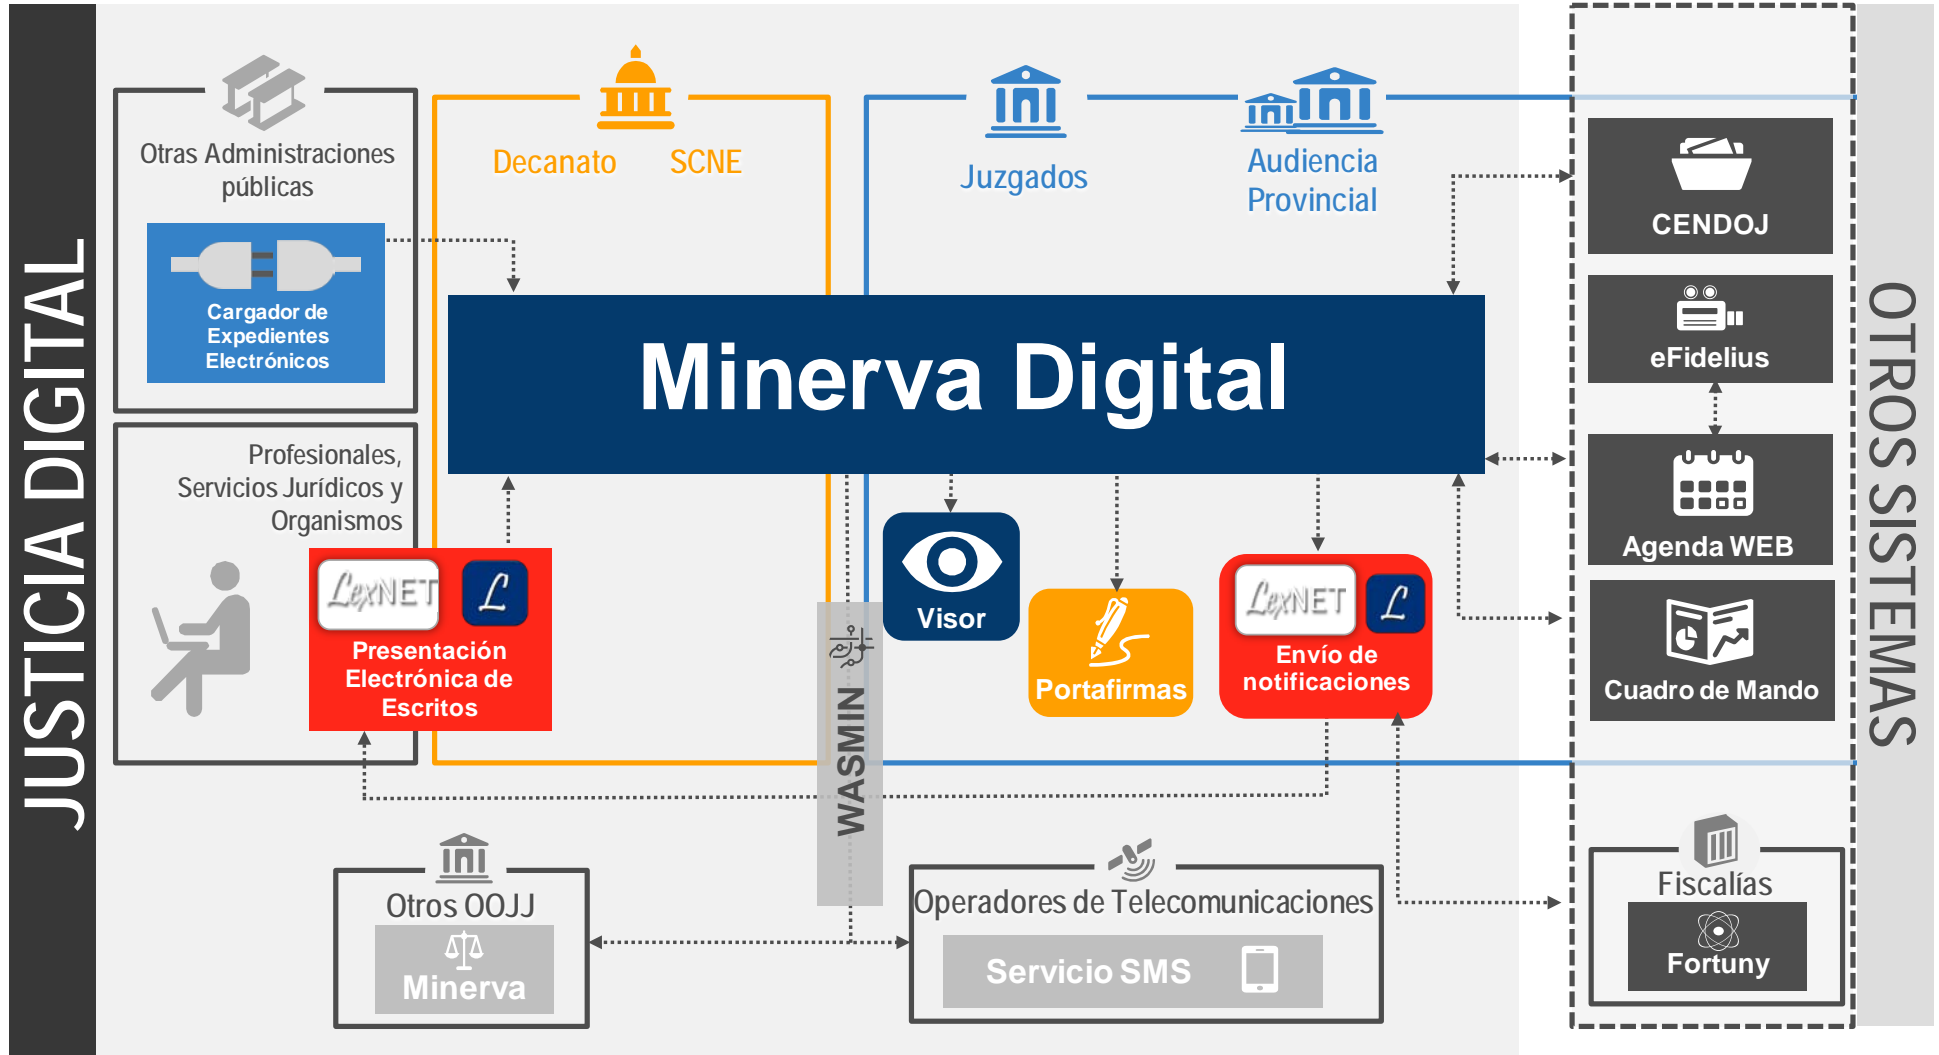 JUSTICIA DIGITAL
Otras Administraciones
públicas
Cargador de
Expedientes
Electrónicos
Profesionales,
Servicios Jurídicos y
Organismos
LexNET
L
Presentación
Electrónica de
Escritos
Decanato
SCNE
Juzgados
Audiencia
Provincial
Minerva Digital
Visor
Portafirmas
LexNET
L
Envío de
notificaciones
WASMIN
Otros OOJJ
Minerva
Operadores de Telecomunicaciones
Servicio SMS
CENDOJ
eFidelius
Agenda WEB
Cuadro de Mando
Fiscalías
Fortuny
OTROS SISTEMAS